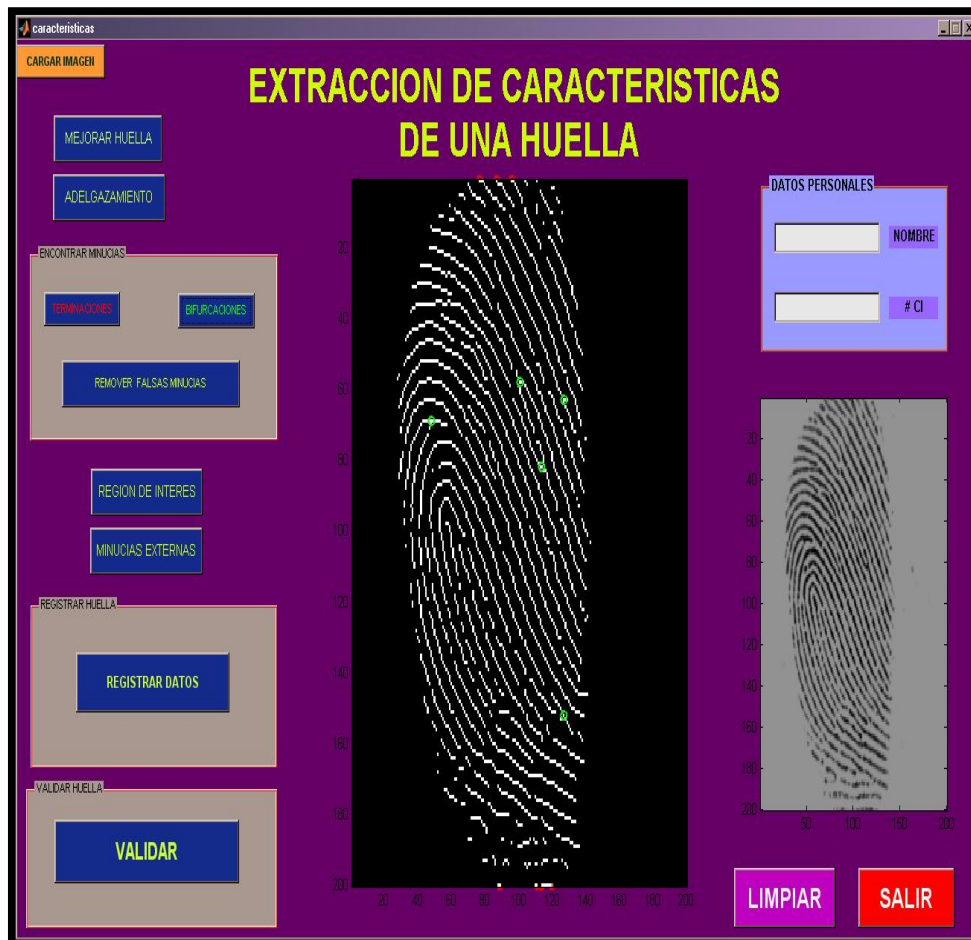 caracteristicas
CARGAR IMAGEN
EXTRACCION DE CARACTERISTICAS
DE UNA HUELLA
MEJORAR HUELLA
ADELGAZAMIENTO
ENCONTRAR MINUCIAS
TERMINACIONES
BIFURCACIONES
REMOVER FALSAS MINUCIAS
REGION DE INTERES
MINUCIAS EXTERNAS
REGISTRAR HUELLA
REGISTRAR DATOS
VALIDAR HUELLA
VALIDAR
20
40
60
80
100
120
140
160
180
200
20 40 60 80 100 120 140 160 180 200
DATOS PERSONALES
NOMBRE
# CI
20
40
60
80
100
120
140
160
180
200
50 100 150 200
LIMPIAR
SALIR